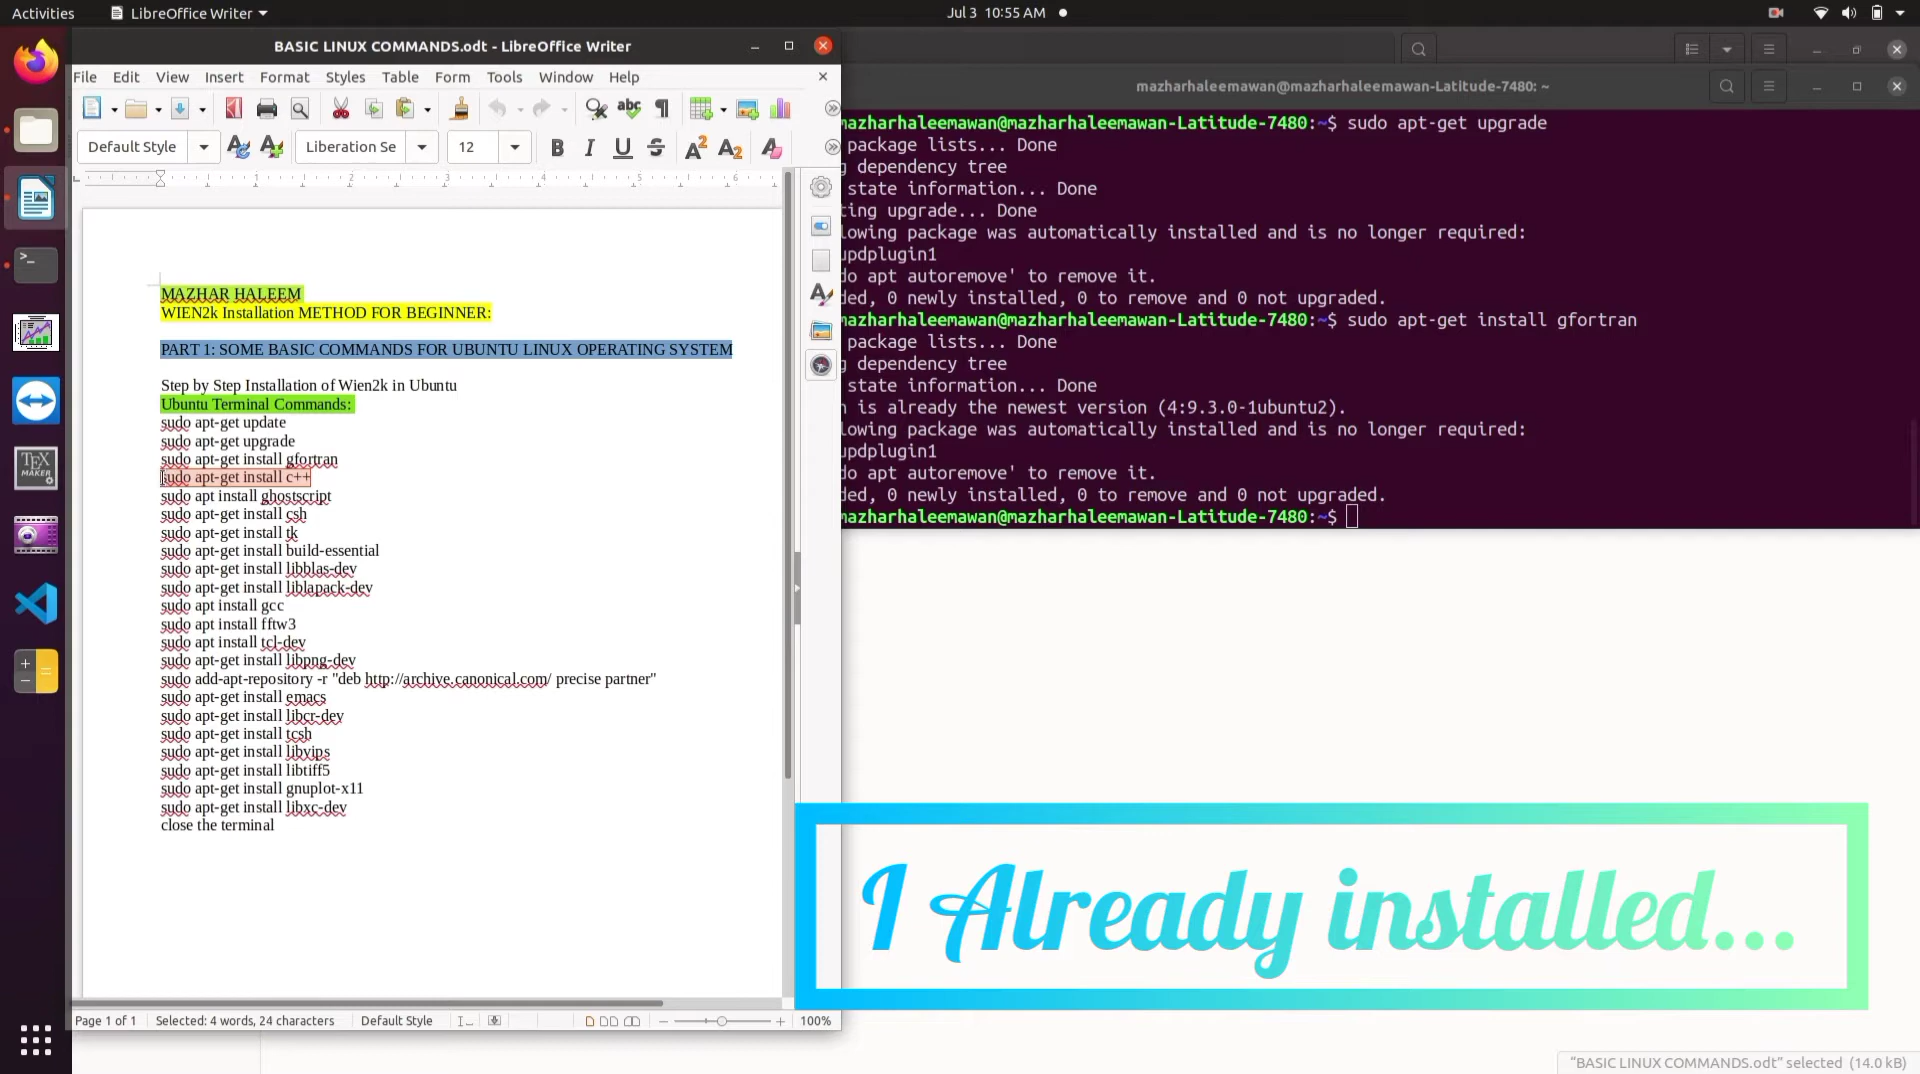 Activities
LibreOffice Writer
Jul 3 10:55 AM
BASIC LINUX COMMANDS.odt - LibreOffice Writer
File Edit View Insert Format Styles Table Form Tools Window Help
Default Style
Liberation Se
12
1 2 3 4 5 6
MAZHAR HALEEM
WIEN2k Installation METHOD FOR BEGINNER:
PART 1: SOME BASIC COMMANDS FOR UBUNTU LINUX OPERATING SYSTEM
Step by Step Installation of Wien2k in Ubuntu
Ubuntu Terminal Commands:
sudo apt-get update
sudo apt-get upgrade
sudo apt-get install gfortran
sudo apt-get install c++
sudo apt install ghostscript
sudo apt-get install csh
sudo apt-get install tk
sudo apt-get install build-essential
sudo apt-get install libblas-dev
sudo apt-get install liblapack-dev
sudo apt install gcc
sudo apt install fftw3
sudo apt install tcl-dev
sudo apt-get install libpng-dev
sudo add-apt-repository -r "deb http://archive.canonical.com/ precise partner"
sudo apt-get install emacs
sudo apt-get install libcr-dev
sudo apt-get install tcsh
sudo apt-get install libvips
sudo apt-get install libtiff5
sudo apt-get install gnuplot-x11
sudo apt-get install libxc-dev
close the terminal
Page 1 of 1
Selected: 4 words, 24 characters
Default Style
100%
mazharhaleemawan@mazharhaleemawan-Latitude-7480: ~
mazharhaleemawan@mazharhaleemawan-Latitude-7480:~$ sudo apt-get upgrade
package lists... Done
g dependency tree
state information... Done
ting upgrade... Done
lowing package was automatically installed and is no longer required:
updplugin1
do apt autoremove' to remove it.
ded, 0 newly installed, 0 to remove and 0 not upgraded.
mazharhaleemawan@mazharhaleemawan-Latitude-7480:~$ sudo apt-get install gfortran
package lists... Done
g dependency tree
state information... Done
n is already the newest version (4:9.3.0-1ubuntu2).
lowing package was automatically installed and is no longer required:
updplugin1
do apt autoremove' to remove it.
ded, 0 newly installed, 0 to remove and 0 not upgraded.
mazharhaleemawan@mazharhaleemawan-Latitude-7480:~$
I Already installed...
"BASIC LINUX COMMANDS.odt" selected (14.0 kB)
TEX
MAKER